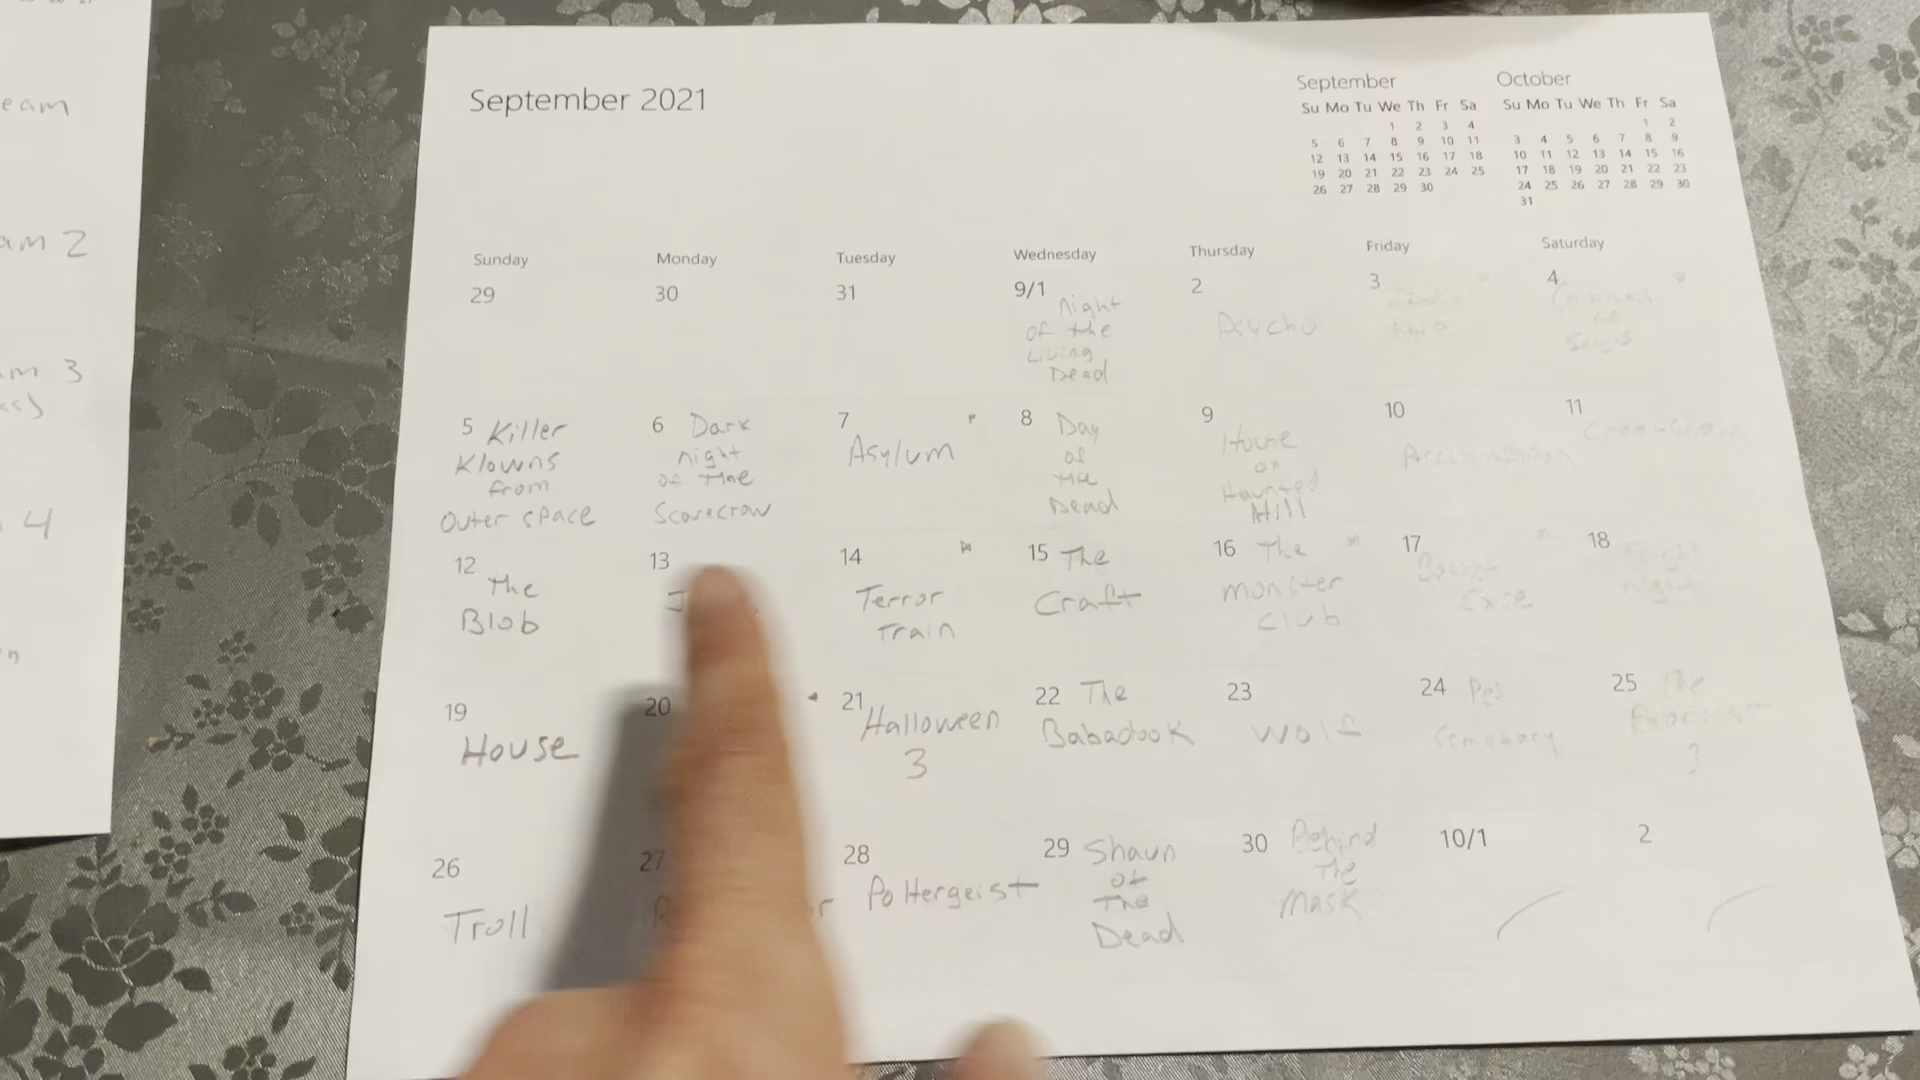 eam
am 2
m 3
ss)
4
n
September 2021
September
Su Mo Tu We Th Fr Sa
1 2 3 4
5 6 7 8 9 10 11
12 13 14 15 16 17 18
19 20 21 22 23 24 25
26 27 28 29 30
October
Su Mo Tu We Th Fr Sa
1 2
3 4 5 6 7 8 9
10 11 12 13 14 15 16
17 18 19 20 21 22 23
24 25 26 27 28 29 30
31
Sunday Monday Tuesday Wednesday Thursday Friday Saturday
29
30
31
9/1 Night
of the
Living
Dead
2
Psycho
3
4
Carnival
of
Souls
5 Killer
Klowns
from
Outer space
6 Dark
night
of the
Scarecrow
7
Asylum
8 Day
of
the
Dead
9
House
on
Haunted
Hill
10
11
12 The
Blob
13
14
Terror
Train
15 The
Craft
16 The
monster
club
17
18
19
House
20
21 Halloween
3
22 The
Babadook
23
Wolf
24 Pet
Semetary
25 The
Exorcist
3
26
Troll
27
28
Poltergeist
29 Shaun
of
The
Dead
30 Behind
The
Mask
10/1
2